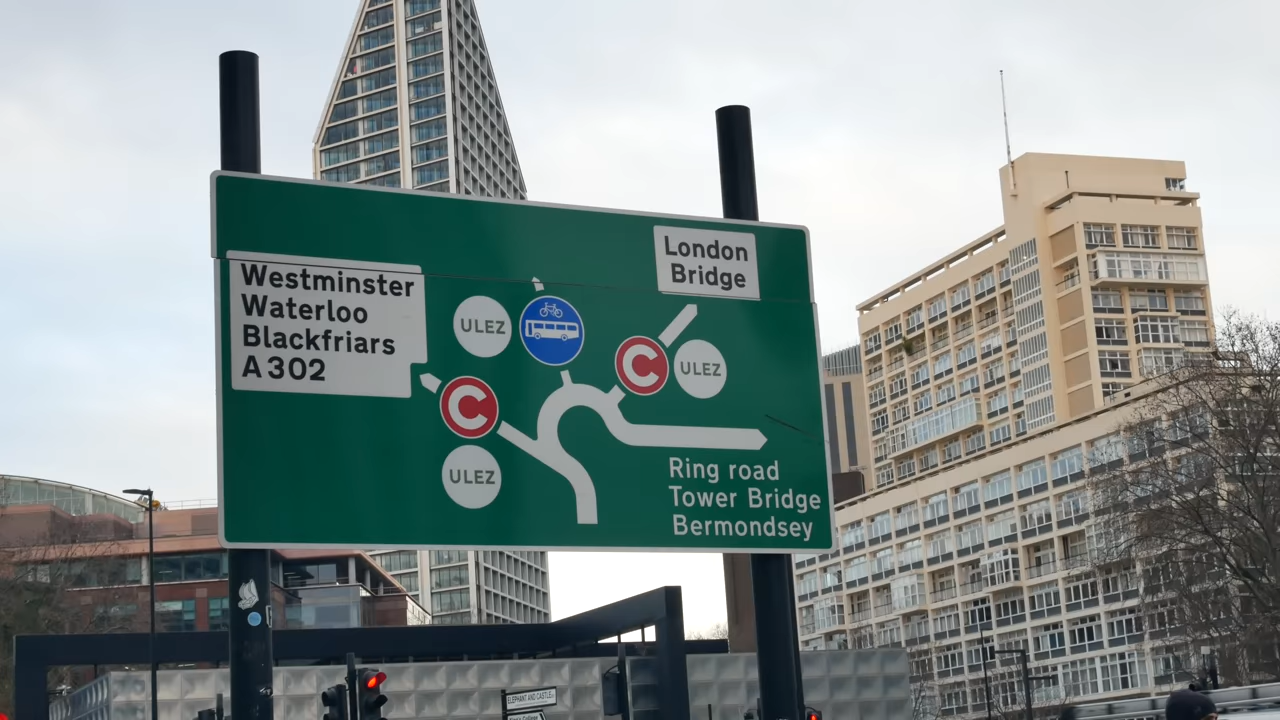 London
Bridge
Westminster
Waterloo
Blackfriars
A302
ULEZ
C
ULEZ
C
ULEZ
Ring road
Tower Bridge
Bermondsey
ELEPHANT AND CASTLE